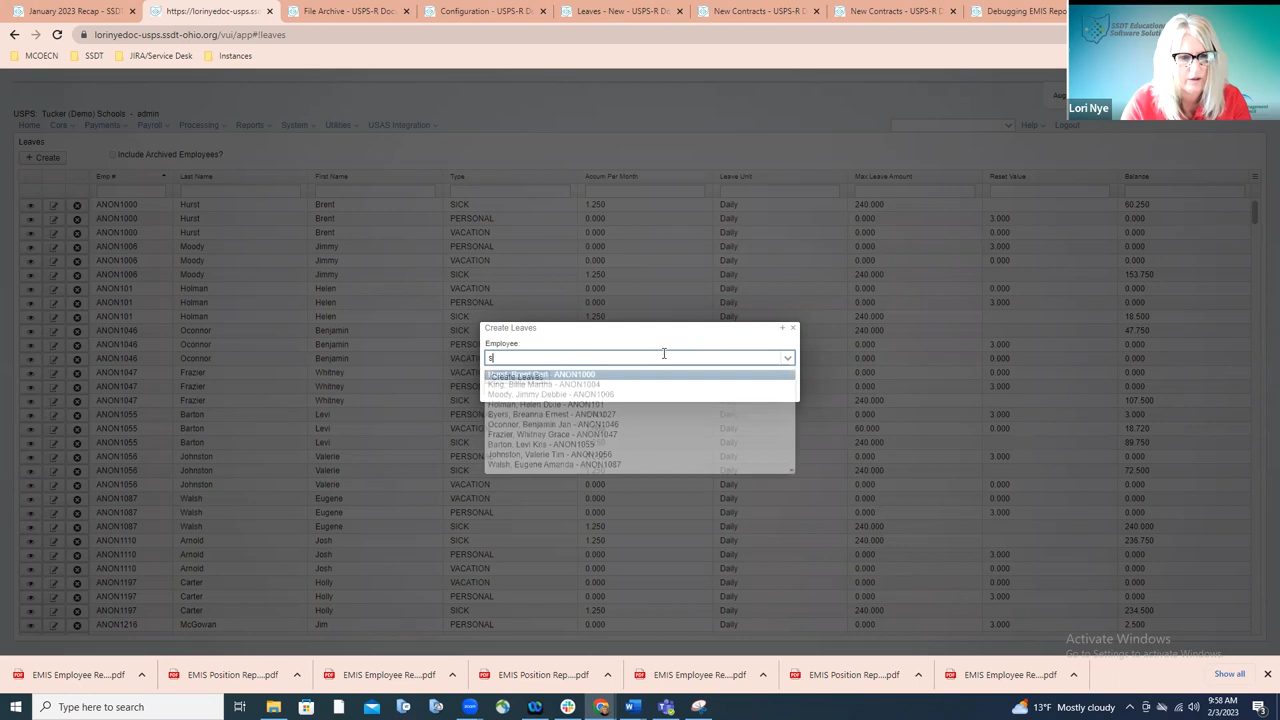 January 2023 Recap — SSDT
https://lorinyedoc-usps.ssc
File Archive - USPS-R Doc
Configuration - USPS-R D
Leaves - New - USPS-R D
New Contracts - USPS-R
New Contracts - USPS-R
Debugging EMIS Repor
lorinyedoc-usps.ssdt-ohio.org/vui/app#lleaves
MCOECN
SSDT
JIRA/Service Desk
Instances
SSDT Educational
Software Solutions
Lori Nye
USPS: Tucker (Demo) Schools - admin
Home Core Payments Payroll Processing Reports System Utilities USAS Integration Help Logout
Leaves
+ Create
Include Archived Employees?
Emp # Last Name First Name Type Accum Per Month Leave Unit Max Leave Amount Reset Value Balance
ANON1000 Hurst Brent SICK 1.250 Daily 240.000 60.250
ANON1000 Hurst Brent PERSONAL 0.000 Daily 0.000 3.000 0.000
ANON1000 Hurst Brent VACATION 0.000 Daily 0.000 0.000 0.000
ANON1006 Moody Jimmy PERSONAL 0.000 Daily 0.000 3.000 0.000
ANON1006 Moody Jimmy VACATION 0.000 Daily 0.000 0.000 0.000
ANON1006 Moody Jimmy SICK 1.250 Daily 240.000 153.750
ANON101 Holman Helen VACATION 0.000 Daily 0.000 0.000 0.000
ANON101 Holman Helen PERSONAL 0.000 Daily 0.000 3.000 0.000
ANON101 Holman Helen SICK 1.250 Daily 240.000 18.500
ANON1046 Oconnor Benjamin 240.000 47.750
ANON1046 Oconnor Benjamin 0.000 3.000 0.000
ANON1046 Oconnor Benjamin 0.000 0.000 0.000
ANON1047 Frazier Whitney 0.000 0.000 0.000
ANON1047 Frazier Whitney 0.000 3.000 0.000
ANON1047 Frazier Whitney 240.000 107.500
ANON1055 Barton Levi 0.000 3.000 3.000
ANON1055 Barton Levi 60.000 0.000 18.720
ANON1055 Barton Levi 240.000 89.750
ANON1056 Johnston Valerie 0.000 3.000 0.000
ANON1056 Johnston Valerie SICK 1.250 Daily 240.000 72.500
ANON1056 Johnston Valerie VACATION 0.000 Daily 0.000 0.000 0.000
ANON1087 Walsh Eugene VACATION 0.000 Daily 0.000 0.000 0.000
ANON1087 Walsh Eugene PERSONAL 0.000 Daily 0.000 3.000 0.000
ANON1087 Walsh Eugene SICK 1.250 Daily 240.000 240.000
ANON1110 Arnold Josh SICK 1.250 Daily 240.000 236.750
ANON1110 Arnold Josh PERSONAL 0.000 Daily 0.000 3.000 0.000
ANON1110 Arnold Josh VACATION 0.000 Daily 0.000 0.000 0.000
ANON1197 Carter Holly VACATION 0.000 Daily 0.000 0.000 0.000
ANON1197 Carter Holly PERSONAL 0.000 Daily 0.000 3.000 0.000
ANON1197 Carter Holly SICK 1.250 Daily 240.000 234.500
ANON1216 McGowan Jim PERSONAL 0.000 Daily 0.000 3.000 2.500
Create Leaves
Employee:
s
Create Leaves
King, Billie Martha - ANON1004
Moody, Jimmy Debbie - ANON1006
Holman, Helen Dixie - ANON101
Byers, Breanna Ernest - ANON1027
Oconnor, Benjamin Jan - ANON1046
Frazier, Whitney Grace - ANON1047
Barton, Levi Kris - ANON1055
Johnston, Valerie Tim - ANON1056
Walsh, Eugene Amanda - ANON1087
Activate Windows
Go to Settings to activate Windows.
EMIS Employee Re....pdf
EMIS Position Rep....pdf
EMIS Employee Re....pdf
EMIS Position Rep....pdf
EMIS Employee Re....pdf
EMIS Position Rep....pdf
EMIS Employee Re....pdf
Show all
Type here to search
13°F Mostly cloudy
9:58 AM
2/3/2023